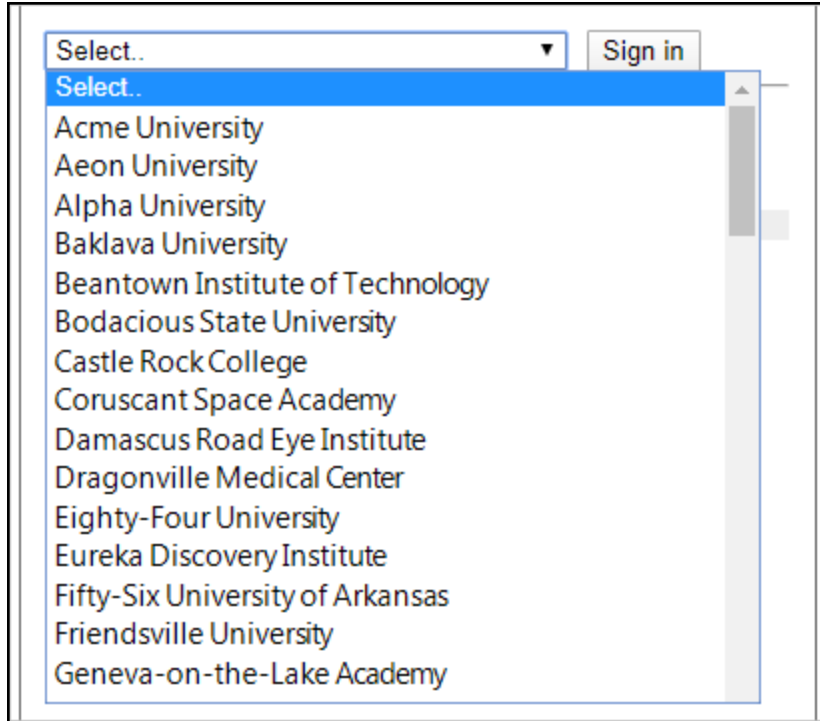 Select.. Sign in
Select..
Acme University
Aeon University
Alpha University
Baklava University
Beantown Institute of Technology
Bodacious State University
Castle Rock College
Coruscant Space Academy
Damascus Road Eye Institute
Dragonville Medical Center
Eighty-Four University
Eureka Discovery Institute
Fifty-Six University of Arkansas
Friendsville University
Geneva-on-the-Lake Academy